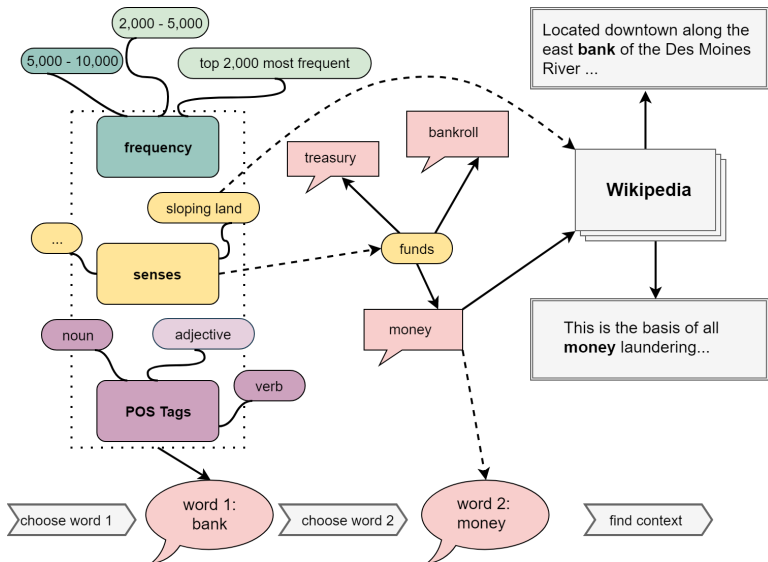 2,000 - 5,000
5,000 - 10,000
top 2,000 most frequent
frequency
sloping land
...
senses
noun
adjective
verb
POS Tags
treasury
bankroll
funds
money
Located downtown along the
east bank of the Des Moines
River ...
Wikipedia
This is the basis of all
money laundering...
choose word 1
word 1:
bank
choose word 2
word 2:
money
find context